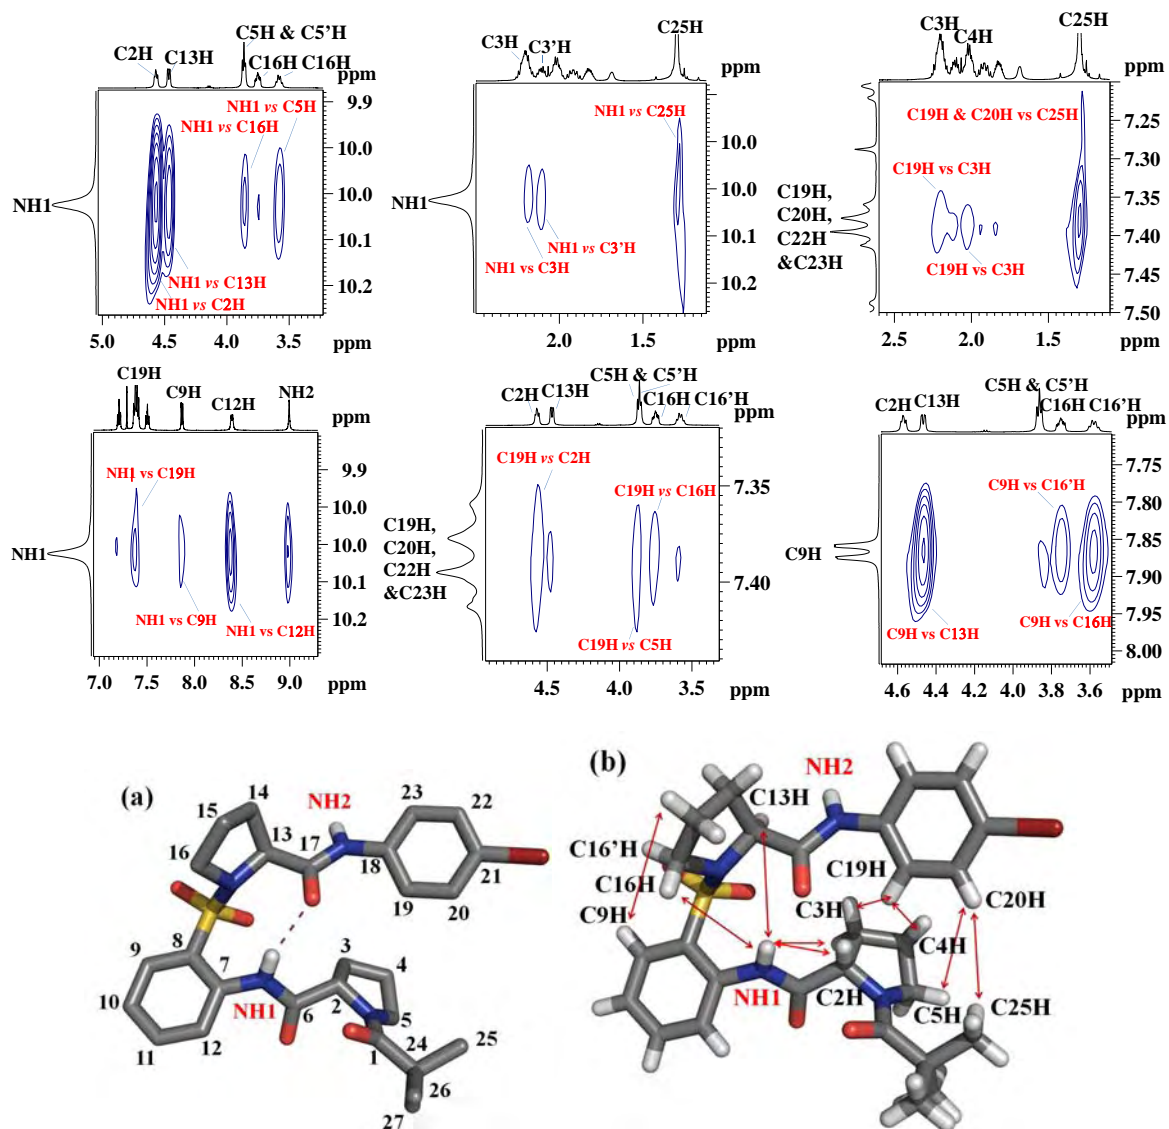 C5H & C5’H
C2H
C13H
C16H
C16H
ppm
NH1 vs C5H
NH1 vs C16H
NH1
NH1 vs C13H
NH1 vs C2H
9.9
10.0
10.0
10.1
10.2
5.0 4.5 4.0 3.5 ppm
C3H
C3’H
C25H
ppm
NH1 vs C25H
NH1
NH1 vs C3’H
NH1 vs C3H
10.0
10.0
10.1
10.2
2.0 1.5 ppm
C3H
C4H
C25H
ppm
C19H & C20H vs C25H
C19H vs C3H
C19H,
C20H,
C22H
&C23H
C19H vs C3H
7.25
7.30
7.35
7.40
7.45
7.50
2.5 2.0 1.5 ppm
C19H
C9H
C12H
NH2
ppm
NH1 vs C19H
NH1
NH1 vs C9H
NH1 vs C12H
9.9
10.0
10.0
10.1
10.2
7.0 7.5 8.0 8.5 9.0 ppm
C5H & C5’H
C2H
C13H
C16H
C16’H
ppm
C19H vs C2H
C19H vs C16H
C19H,
C20H,
C22H
&C23H
C19H vs C5H
7.35
7.40
4.5 4.0 3.5 ppm
C5H & C5’H
C2H
C13H
C16H
C16’H
ppm
C9H vs C16’H
C9H
C9H vs C13H
C9H vs C16H
7.75
7.80
7.85
7.90
7.95
8.00
4.6 4.4 4.2 4.0 3.8 3.6 ppm
(a)
14
15
16
13
17
NH2
23
22
18
21
19
20
9
8
7
10
11
12
NH1
6
3
4
2
5
1
24
25
26
27
(b)
NH2
C13H
C16’H
C16H
C9H
C19H
C20H
C3H
C4H
NH1
C2H
C5H
C25H